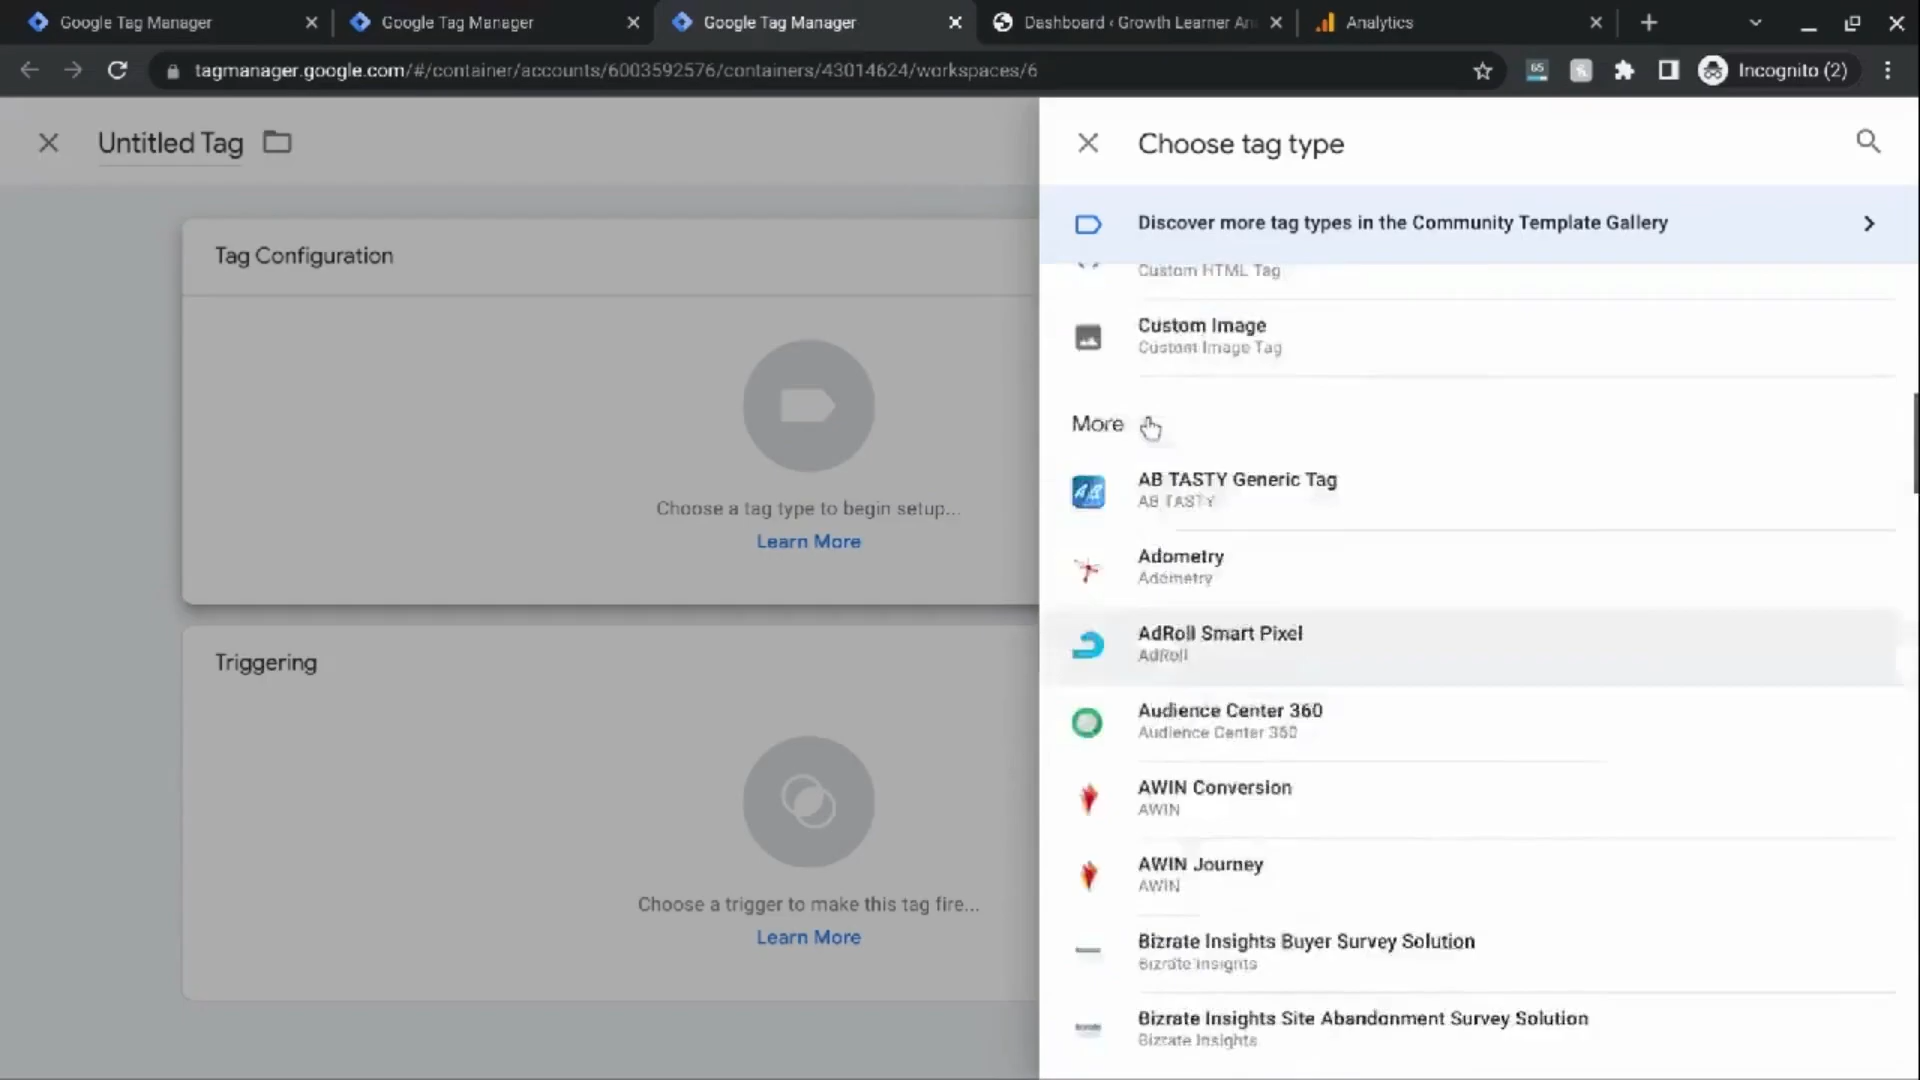 Google Tag Manager
Google Tag Manager
Google Tag Manager
Dashboard ‹ Growth Learner An
Analytics
tagmanager.google.com/#/container/accounts/6003592576/containers/43014624/workspaces/6
65
Incognito (2)
Untitled Tag
Choose tag type
Discover more tag types in the Community Template Gallery
Tag Configuration
Custom HTML Tag
Custom Image
Custom Image Tag
More
AB TASTY Generic Tag
AB TASTY
Choose a tag type to begin setup...
Learn More
Adometry
Adometry
AdRoll Smart Pixel
AdRoll
Triggering
Audience Center 360
Audience Center 360
AWIN Conversion
AWIN
AWIN Journey
AWIN
Choose a trigger to make this tag fire...
Learn More
Bizrate Insights Buyer Survey Solution
Bizrate Insights
Bizrate Insights Site Abandonment Survey Solution
Bizrate Insights